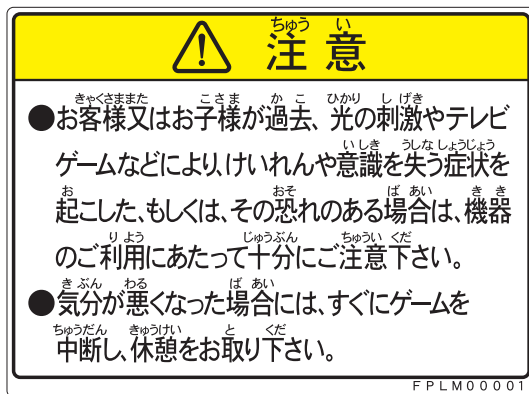 注意
●お客様又はお子様が過去、光の刺激やテレビ
ゲームなどにより、けいれんや意識を失う症状を
起こした、もしくは、その恐れのある場合は、機器
のご利用にあたって十分にご注意下さい。
●気分が悪くなった場合には、すぐにゲームを
中断し、休憩をお取り下さい。
FPLM00001